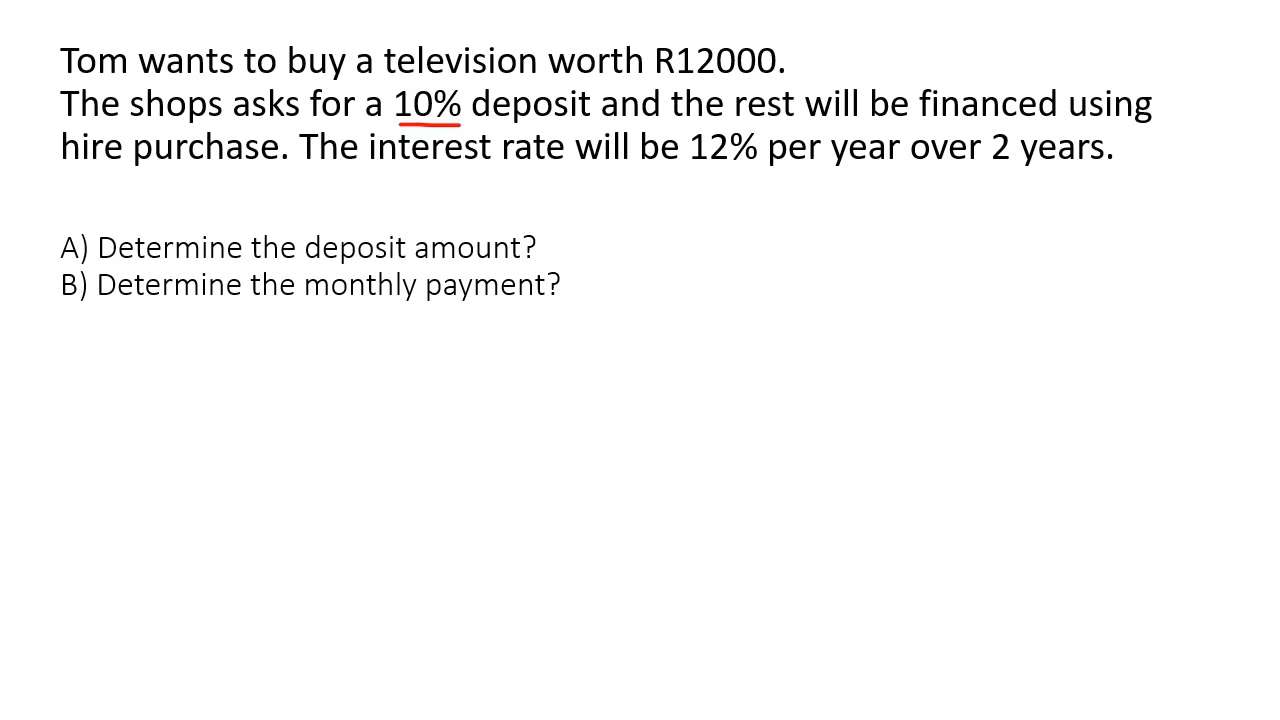 Tom wants to buy a television worth R12000.
The shops asks for a 10% deposit and the rest will be financed using
hire purchase. The interest rate will be 12% per year over 2 years.
A) Determine the deposit amount?
B) Determine the monthly payment?